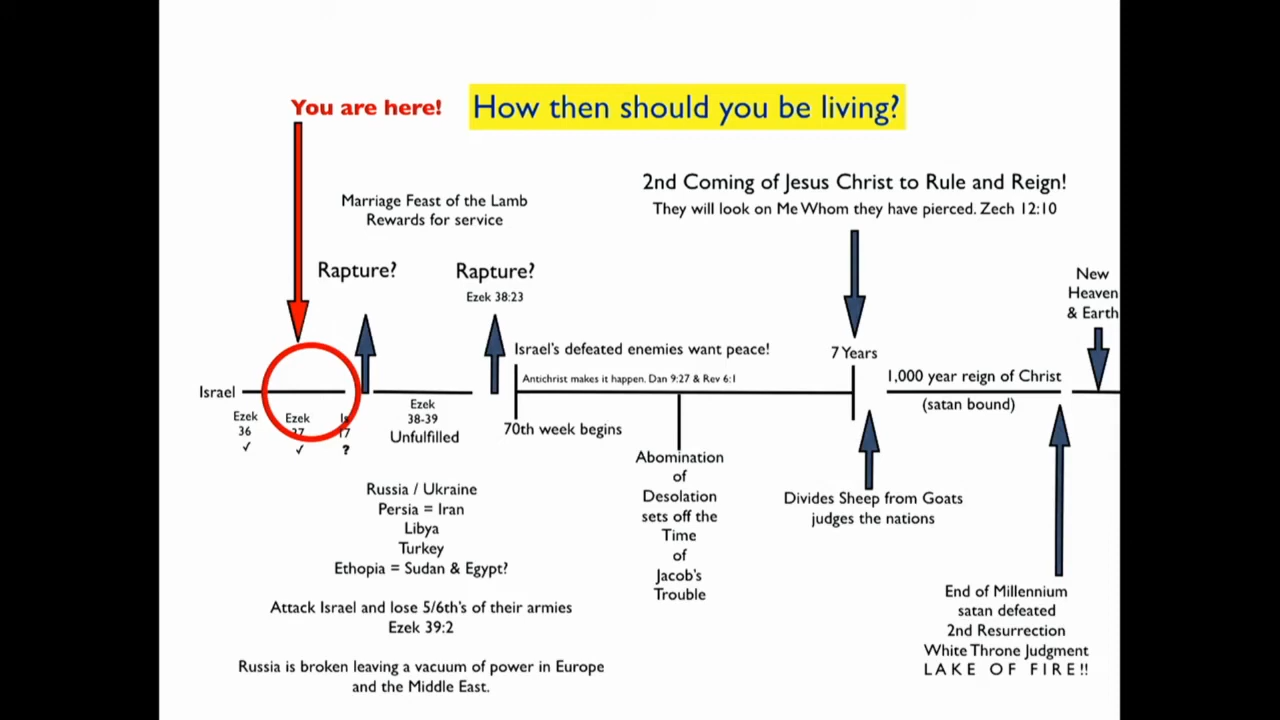 You are here!
How then should you be living?
2nd Coming of Jesus Christ to Rule and Reign!
They will look on Me Whom they have pierced. Zech 12:10
Marriage Feast of the Lamb
Rewards for service
Rapture?
Rapture?
Ezek 38:23
New
Heaven
& Earth
Israel's defeated enemies want peace!
7 Years
Antichrist makes it happen. Dan 9:27 & Rev 6:1
1,000 year reign of Christ
(satan bound)
Israel
Ezek
36
✓
Ezek
37
✓
Is
17
?
Ezek
38-39
Unfulfilled
70th week begins
Abomination
of
Desolation
sets off the
Time
of
Jacob's
Trouble
Divides Sheep from Goats
judges the nations
Russia / Ukraine
Persia = Iran
Libya
Turkey
Ethopia = Sudan & Egypt?
Attack Israel and lose 5/6th's of their armies
Ezek 39:2
Russia is broken leaving a vacuum of power in Europe
and the Middle East.
End of Millennium
satan defeated
2nd Resurrection
White Throne Judgment
LAKE OF FIRE!!